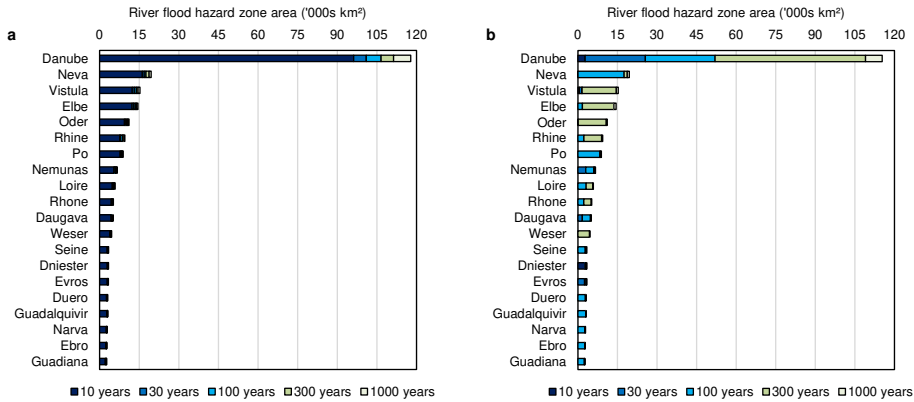 River flood hazard zone area ('000s km²)
a
0 15 30 45 60 75 90 105 120
Danube
Neva
Vistula
Elbe
Oder
Rhine
Po
Nemunas
Loire
Rhone
Daugava
Weser
Seine
Dniester
Evros
Duero
Guadalquivir
Narva
Ebro
Guadiana
10 years 30 years 100 years 300 years 1000 years
River flood hazard zone area ('000s km²)
b
0 15 30 45 60 75 90 105 120
Danube
Neva
Vistula
Elbe
Oder
Rhine
Po
Nemunas
Loire
Rhone
Daugava
Weser
Seine
Dniester
Evros
Duero
Guadalquivir
Narva
Ebro
Guadiana
10 years 30 years 100 years 300 years 1000 years